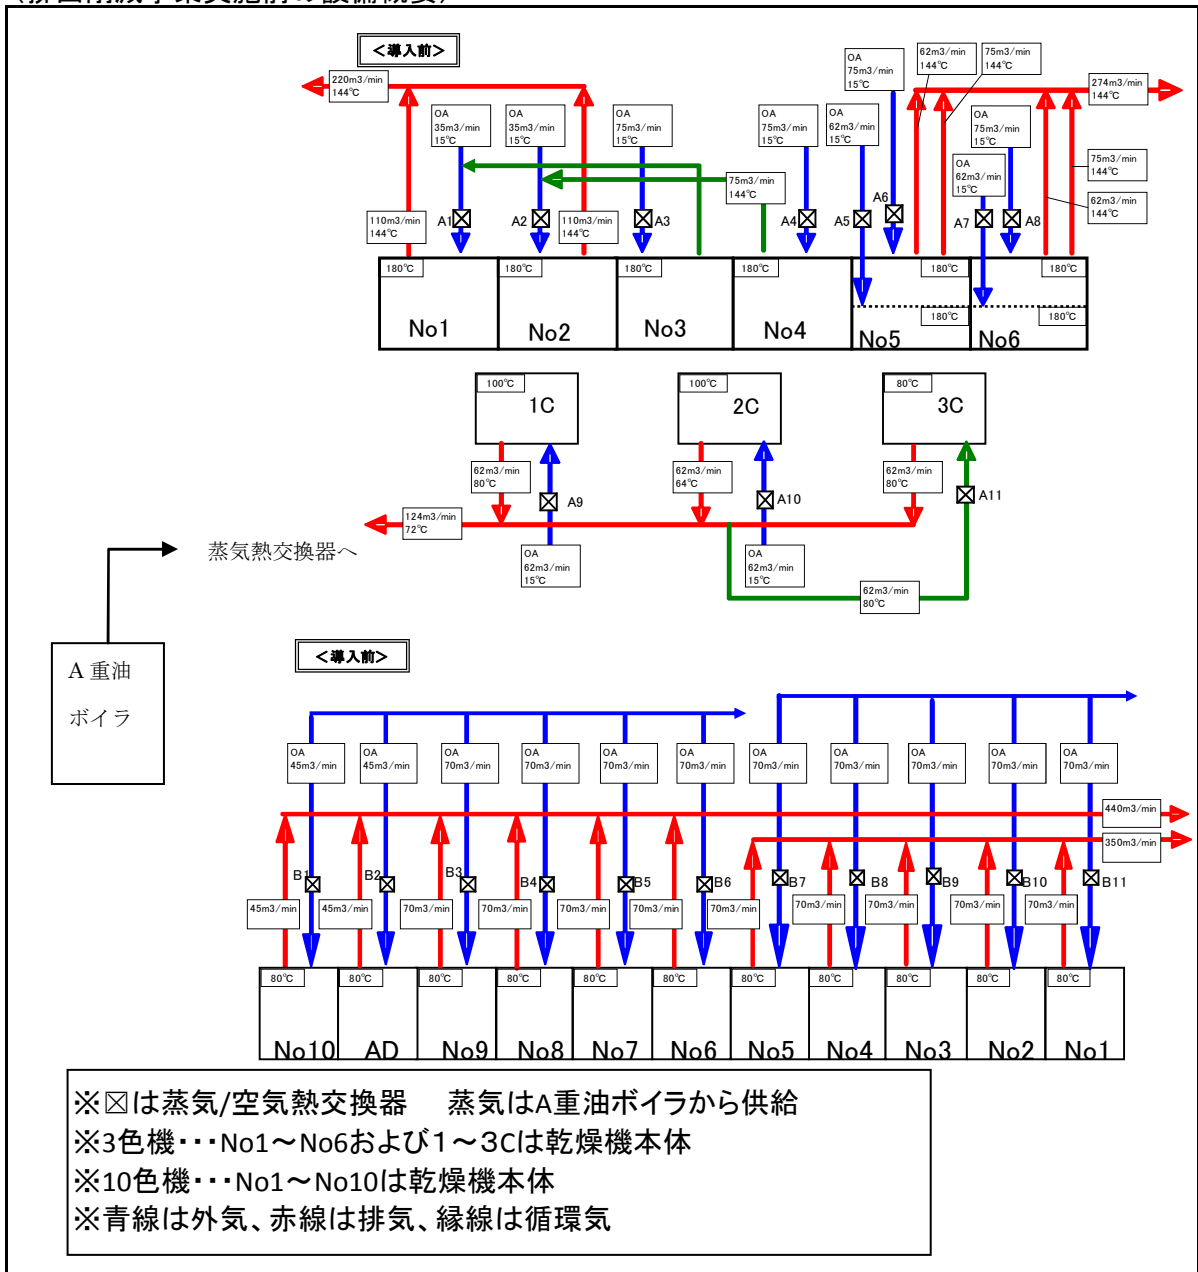 ＜導入前＞
220m3/min
144℃
OA
35m3/min
15℃
OA
35m3/min
15℃
OA
75m3/min
15℃
OA
75m3/min
15℃
OA
75m3/min
15℃
OA
62m3/min
15℃
62m3/min
144℃
75m3/min
144℃
274m3/min
144℃
OA
75m3/min
15℃
OA
62m3/min
15℃
75m3/min
144℃
62m3/min
144℃
75m3/min
144℃
110m3/min
144℃
A1
A2
110m3/min
144℃
A3
A4
A5
A6
A7
A8
180℃
180℃
180℃
180℃
180℃
180℃
180℃
180℃
No1
No2
No3
No4
No5
No6
100℃
1C
100℃
2C
80℃
3C
62m3/min
80℃
62m3/min
64℃
62m3/min
80℃
A9
A10
A11
124m3/min
72℃
OA
62m3/min
15℃
OA
62m3/min
15℃
62m3/min
80℃
蒸気熱交換器へ
A 重油
ボイラ
＜導入前＞
OA
45m3/min
OA
45m3/min
OA
70m3/min
OA
70m3/min
OA
70m3/min
OA
70m3/min
OA
70m3/min
OA
70m3/min
OA
70m3/min
OA
70m3/min
OA
70m3/min
440m3/min
350m3/min
B1
B2
B3
B4
B5
B6
B7
B8
B9
B10
B11
45m3/min
45m3/min
70m3/min
70m3/min
70m3/min
70m3/min
70m3/min
70m3/min
70m3/min
70m3/min
70m3/min
80℃
80℃
80℃
80℃
80℃
80℃
80℃
80℃
80℃
80℃
80℃
No10
AD
No9
No8
No7
No6
No5
No4
No3
No2
No1
※☒は蒸気/空気熱交換器　蒸気はA重油ボイラから供給
※3色機・・・No1～No6および１～３Cは乾燥機本体
※10色機・・・No1～No10は乾燥機本体
※青線は外気、赤線は排気、緑線は循環気